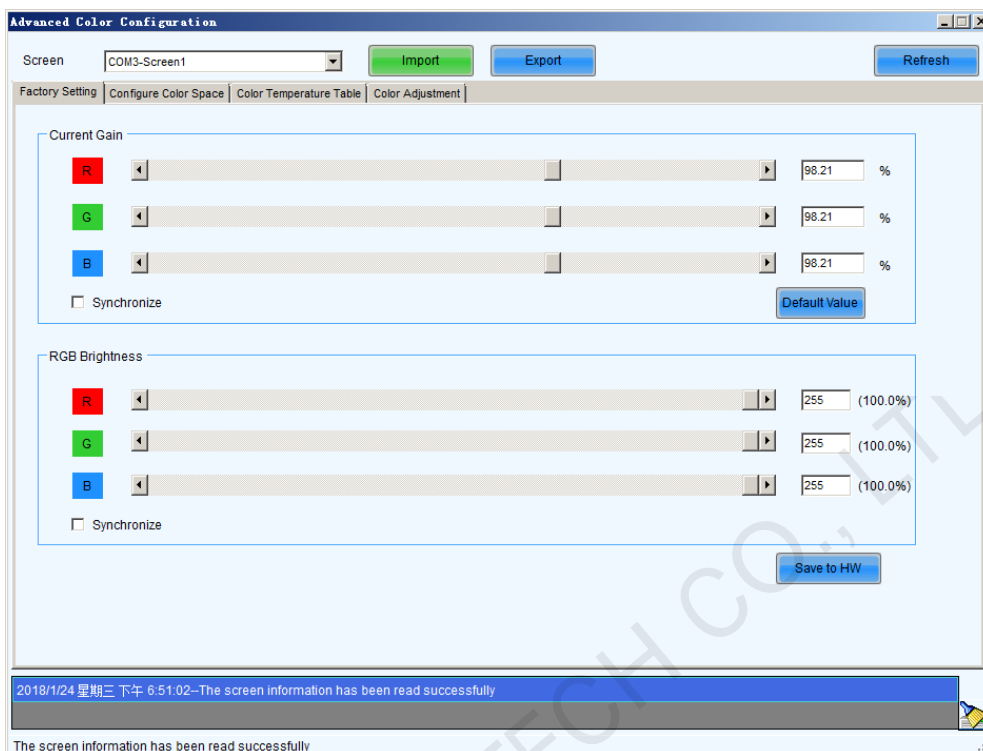 Advanced Color Configuration
Screen COM3-Screen1 Import Export Refresh
Factory Setting Configure Color Space Color Temperature Table Color Adjustment
Current Gain
R 98.21 %
G 98.21 %
B 98.21 %
Synchronize Default Value
RGB Brightness
R 255 (100.0%)
G 255 (100.0%)
B 255 (100.0%)
Synchronize
Save to HW
TECH CO., LTD
2018/1/24 星期三 下午 6:51:02--The screen information has been read successfully
The screen information has been read successfully